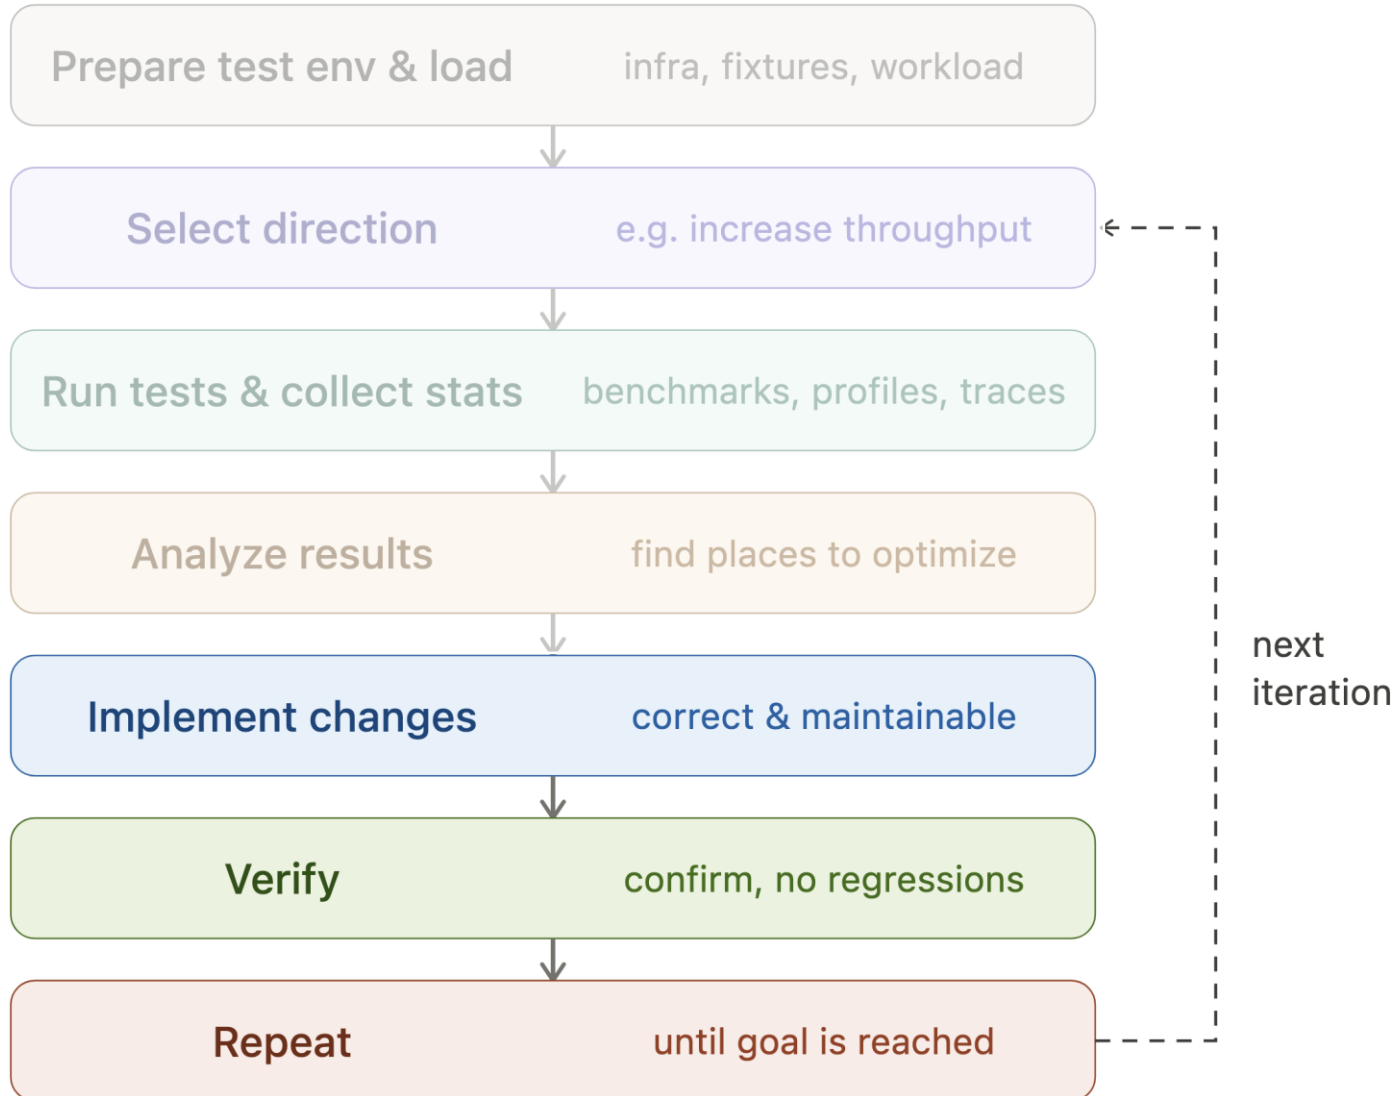 Prepare test env & load
infra, fixtures, workload
Select direction
e.g. increase throughput
Run tests & collect stats
benchmarks, profiles, traces
Analyze results
find places to optimize
Implement changes
correct & maintainable
Verify
confirm, no regressions
Repeat
until goal is reached
next
iteration